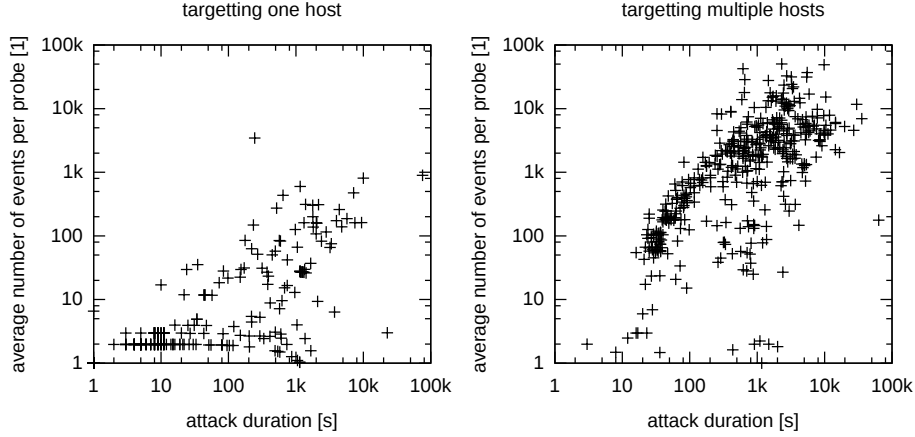 targetting one host
average number of events per probe [1]
100k
10k
1k
100
10
1
1 10 100 1k 10k 100k
attack duration [s]
targetting multiple hosts
average number of events per probe [1]
100k
10k
1k
100
10
1
1 10 100 1k 10k 100k
attack duration [s]